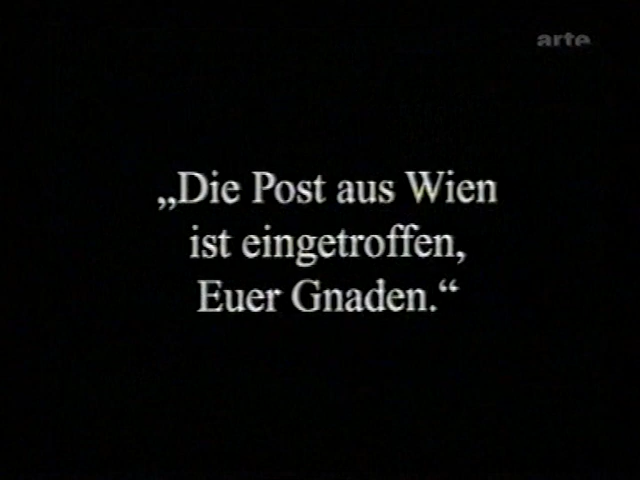 arte
„Die Post aus Wien
ist eingetroffen,
Euer Gnaden.“